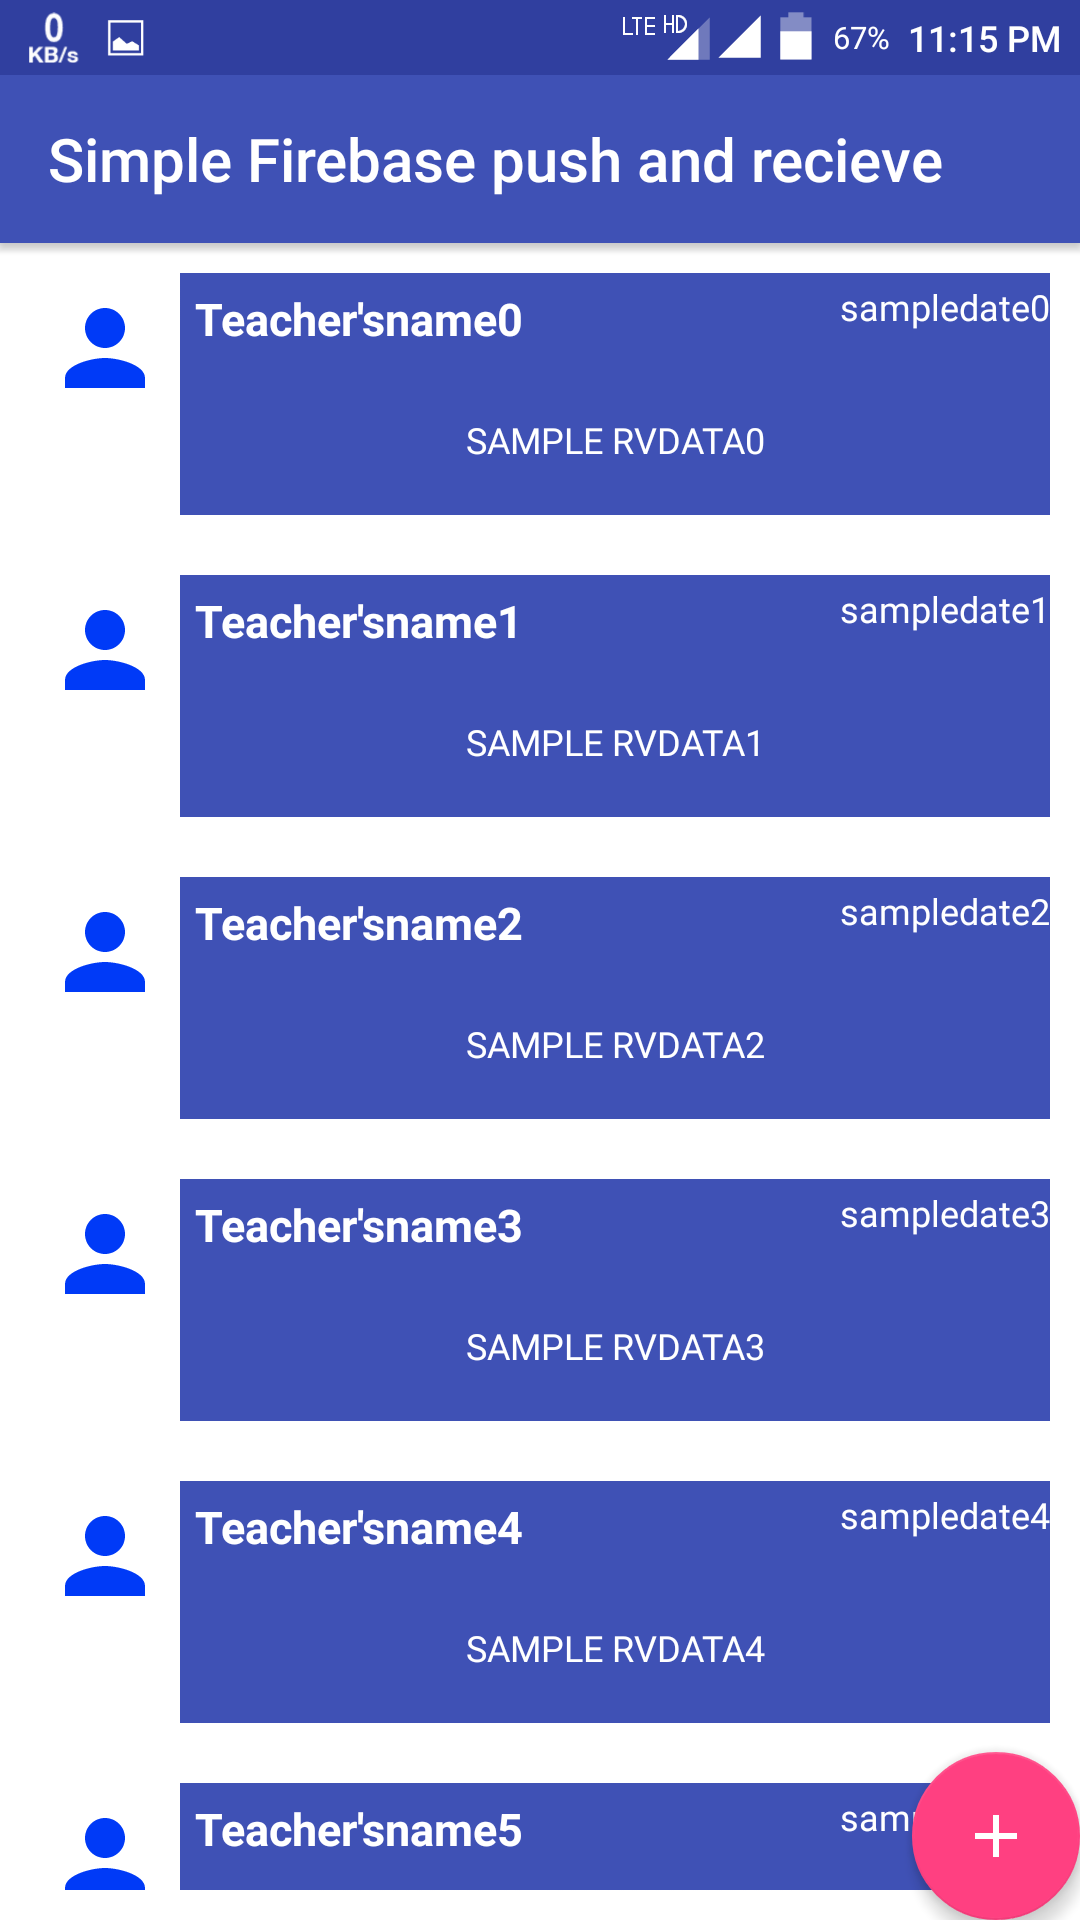 0
KB/s
LTE HD
67%
11:15 PM
Simple Firebase push and recieve
Teacher'sname0
sampledate0
SAMPLE RVDATA0
Teacher'sname1
sampledate1
SAMPLE RVDATA1
Teacher'sname2
sampledate2
SAMPLE RVDATA2
Teacher'sname3
sampledate3
SAMPLE RVDATA3
Teacher'sname4
sampledate4
SAMPLE RVDATA4
Teacher'sname5
+